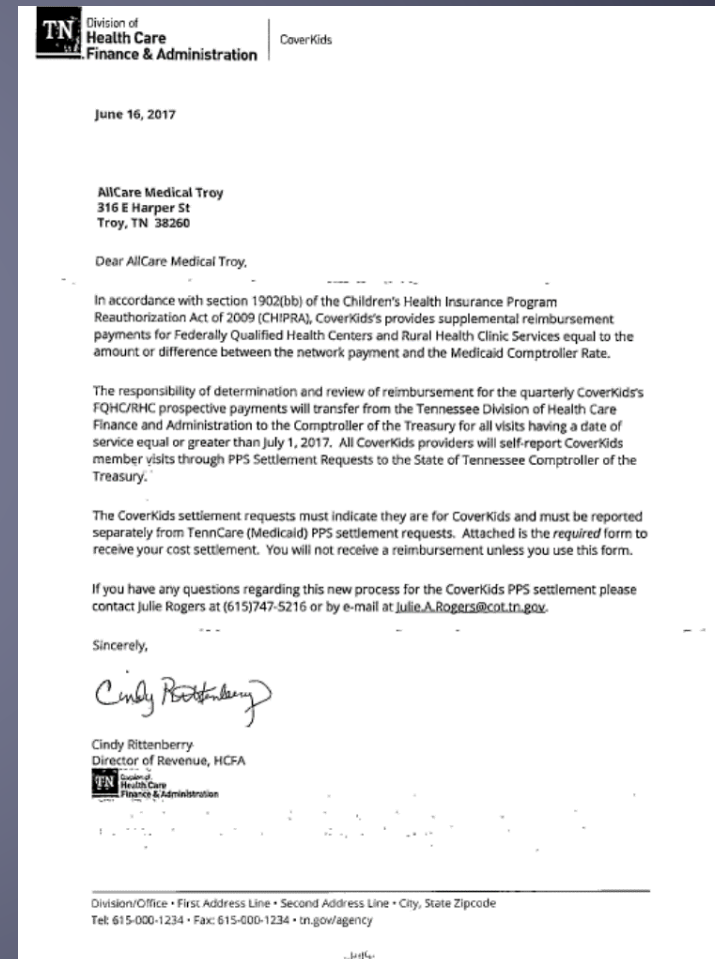 TN Division of
Health Care
Finance & Administration
CoverKids
June 16, 2017
AllCare Medical Troy
316 E Harper St
Troy, TN 38260
Dear AllCare Medical Troy,
In accordance with section 1902(bb) of the Children's Health Insurance Program
Reauthorization Act of 2009 (CHIPRA), CoverKids's provides supplemental reimbursement
payments for Federally Qualified Health Centers and Rural Health Clinic Services equal to the
amount or difference between the network payment and the Medicaid Comptroller Rate.
The responsibility of determination and review of reimbursement for the quarterly CoverKids's
FQHC/RHC prospective payments will transfer from the Tennessee Division of Health Care
Finance and Administration to the Comptroller of the Treasury for all visits having a date of
service equal or greater than July 1, 2017. All CoverKids providers will self-report CoverKids
member visits through PPS Settlement Requests to the State of Tennessee Comptroller of the
Treasury.
The CoverKids settlement requests must indicate they are for CoverKids and must be reported
separately from TennCare (Medicaid) PPS settlement requests. Attached is the required form to
receive your cost settlement. You will not receive a reimbursement unless you use this form.
If you have any questions regarding this new process for the CoverKids PPS settlement please
contact Julie Rogers at (615)747-5216 or by e-mail at Julie.A.Rogers@cot.tn.gov.
Sincerely,
Cindy Rittenberry
Cindy Rittenberry
Director of Revenue, HCFA
TN Division of
Health Care
Finance & Administration
Division/Office • First Address Line • Second Address Line • City, State Zipcode
Tel: 615-000-1234 • Fax: 615-000-1234 • tn.gov/agency